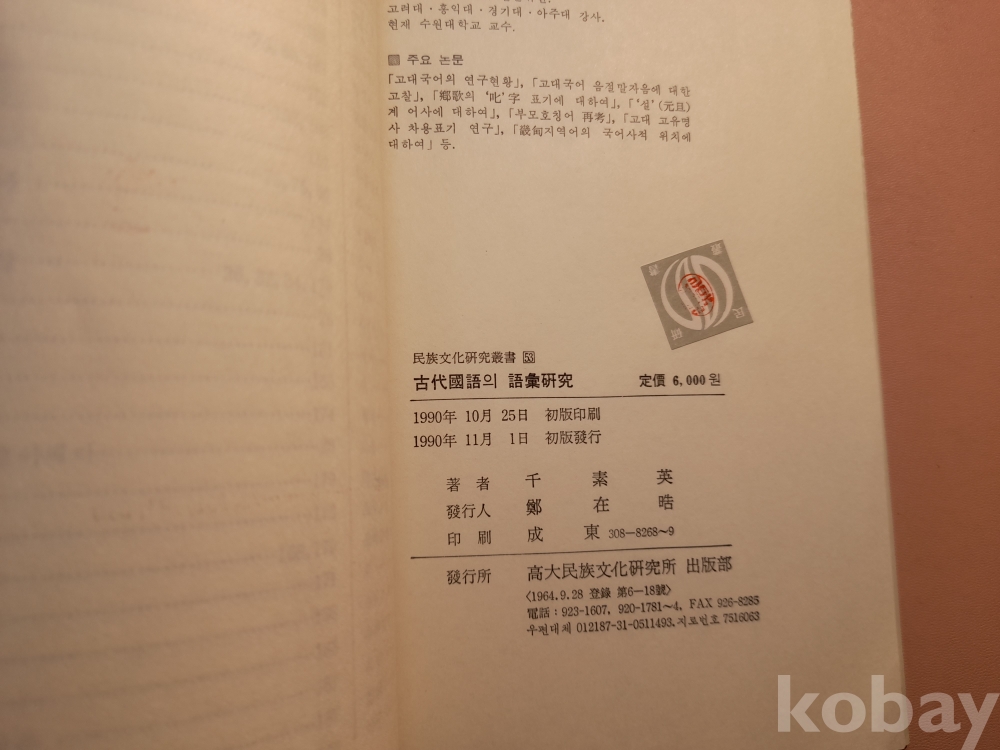 고려대·홍익대·경기대·아주대 강사.
현재 수원대학교 교수.
▦ 주요 논문
「고대국어의 연구현황」, 「고대국어 음절말자음에 대한
고찰」, 「鄕歌의 '叱'字 표기에 대하여」, 「'설'(元旦)
계 어사에 대하여」, 「부모호칭어 再考」, 「고대 고유명
사 차용표기 연구」, 「畿甸지역어의 국어사적 위치에
대하여」 등.
叢 書
民 硏
民族文化硏究叢書 53
古代國語의 語彙硏究 定價 6,000원
1990年 10月 25日 初版印刷
1990年 11月 1日 初版發行
著 者 千 素 英
發行人 鄭 在 晧
印 刷 成 東 308-8268~9
發行所 高大民族文化硏究所 出版部
〈1964.9.28 登錄 第6-18號〉
電話 : 923-1607, 920-1781~4, FAX 926-8285
우편대체 012187-31-0511493. 지로번호 7516063
kobay